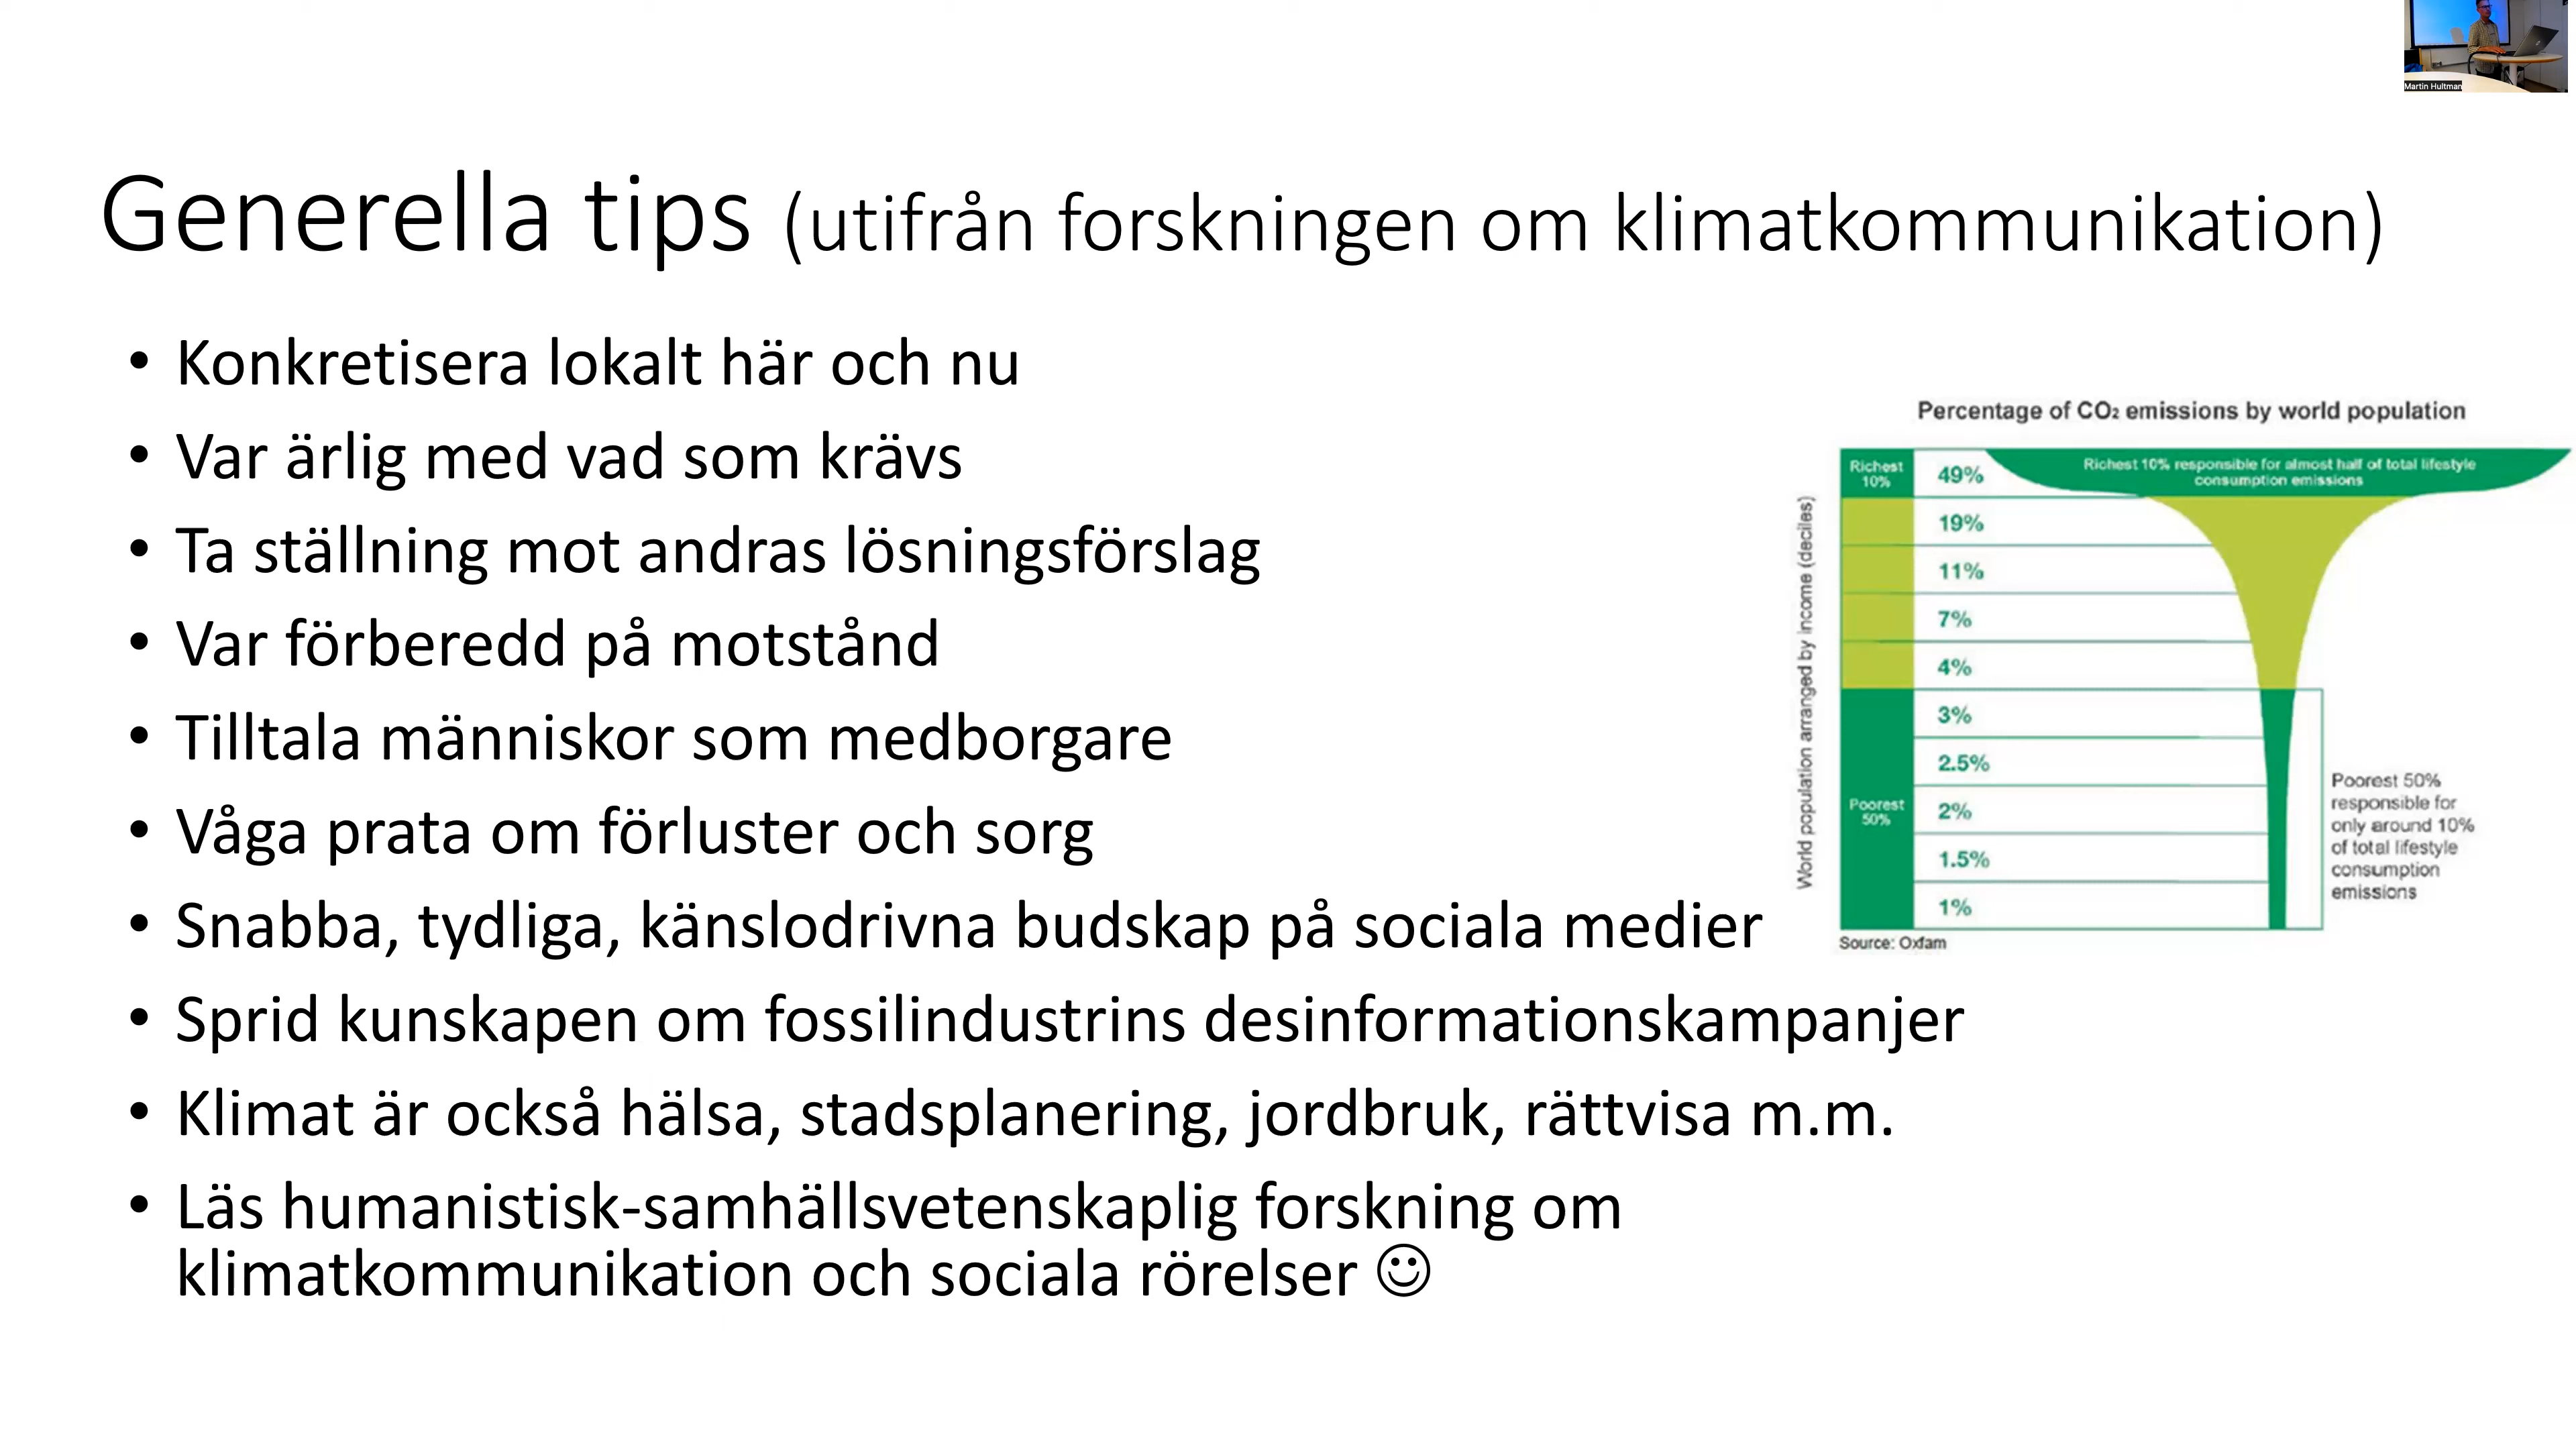 Martin Hultman
Generella tips (utifrån forskningen om klimatkommunikation)
• Konkretisera lokalt här och nu
• Var ärlig med vad som krävs
• Ta ställning mot andras lösningsförslag
• Var förberedd på motstånd
• Tilltala människor som medborgare
• Våga prata om förluster och sorg
• Snabba, tydliga, känslodrivna budskap på sociala medier
• Sprid kunskapen om fossilindustrins desinformationskampanjer
• Klimat är också hälsa, stadsplanering, jordbruk, rättvisa m.m.
• Läs humanistisk-samhällsvetenskaplig forskning om
klimatkommunikation och sociala rörelser ☺
Percentage of CO₂ emissions by world population
World population arranged by income (deciles)
Richest
10%
49%
Richest 10% responsible for almost half of total lifestyle
consumption emissions
19%
11%
7%
4%
3%
2.5%
Poorest
50%
2%
1.5%
1%
Poorest 50%
responsible for
only around 10%
of total lifestyle
consumption
emissions
Source: Oxfam